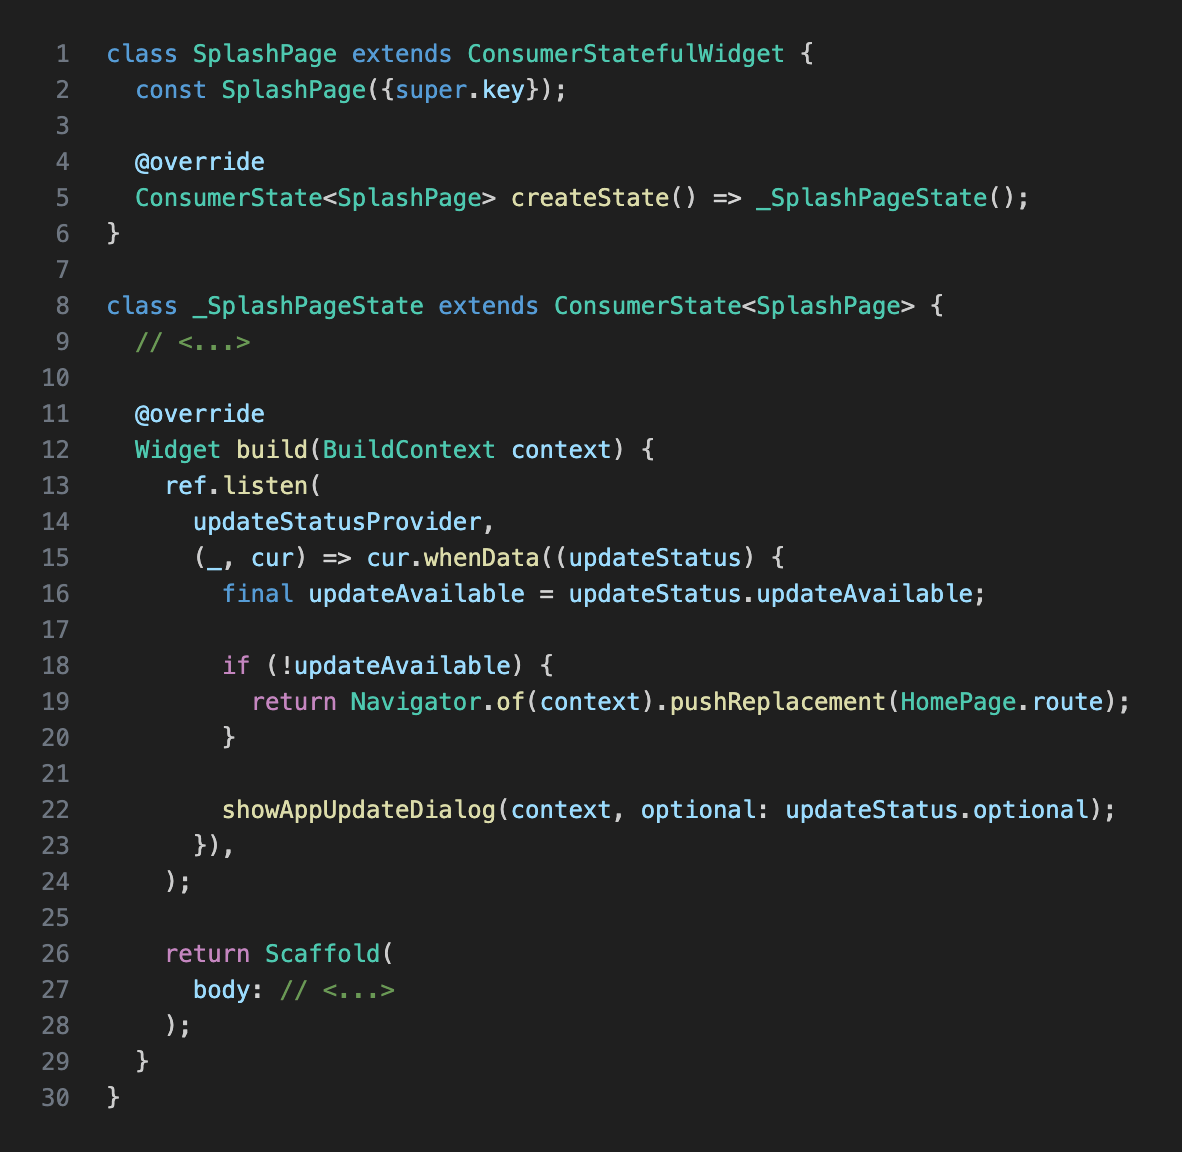 1 class SplashPage extends ConsumerStatefulWidget {
2   const SplashPage({super.key});
3
4   @override
5   ConsumerState<SplashPage> createState() => _SplashPageState();
6 }
7
8 class _SplashPageState extends ConsumerState<SplashPage> {
9   // <...>
10
11   @override
12   Widget build(BuildContext context) {
13     ref.listen(
14       updateStatusProvider,
15       (_, cur) => cur.whenData((updateStatus) {
16         final updateAvailable = updateStatus.updateAvailable;
17
18         if (!updateAvailable) {
19           return Navigator.of(context).pushReplacement(HomePage.route);
20         }
21
22         showAppUpdateDialog(context, optional: updateStatus.optional);
23       }),
24     );
25
26     return Scaffold(
27       body: // <...>
28     );
29   }
30 }